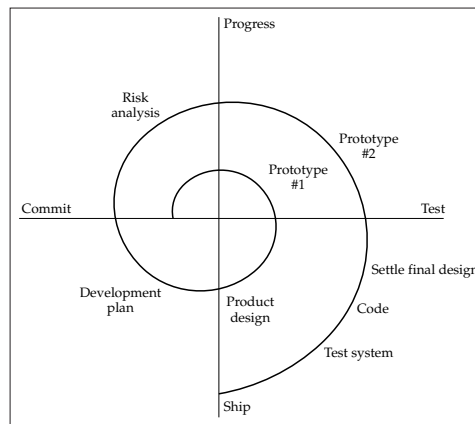 Progress
Risk
analysis
Prototype
#2
Prototype
#1
Commit
Test
Settle final design
Development
plan
Product
design
Code
Test system
Ship